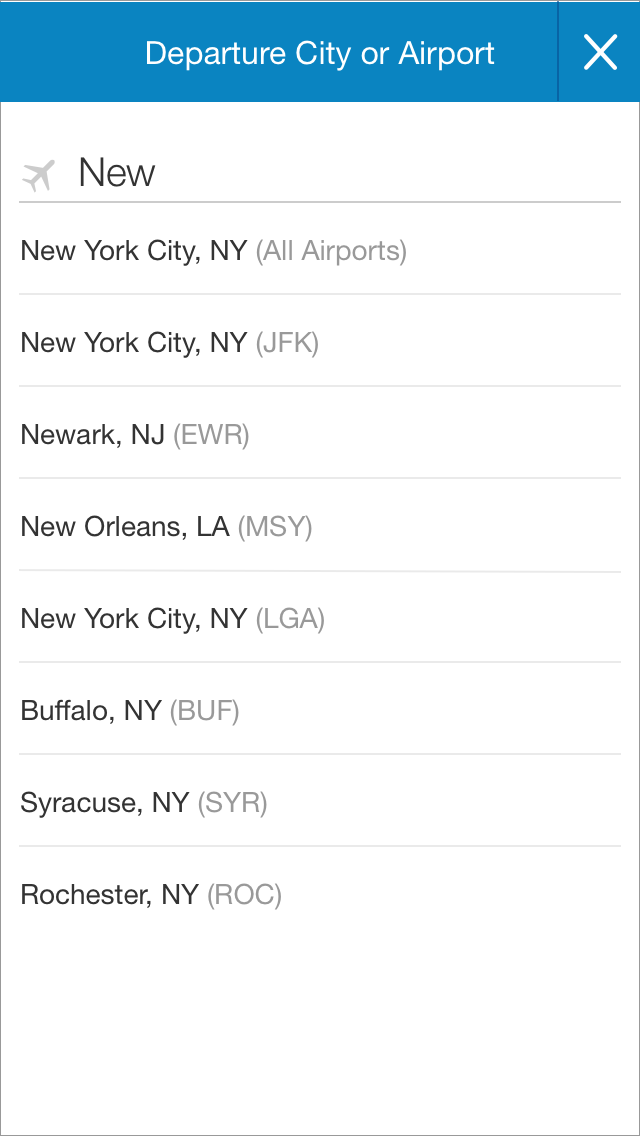 Departure City or Airport
New
New York City, NY (All Airports)
New York City, NY (JFK)
Newark, NJ (EWR)
New Orleans, LA (MSY)
New York City, NY (LGA)
Buffalo, NY (BUF)
Syracuse, NY (SYR)
Rochester, NY (ROC)